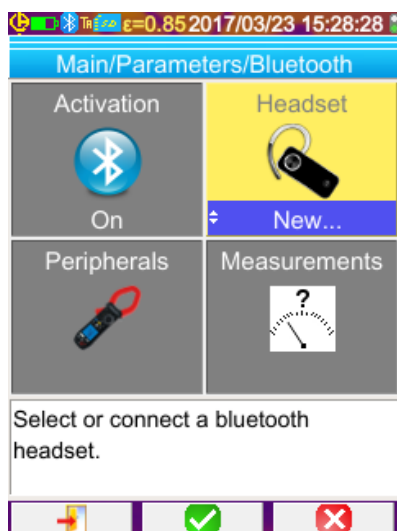 ε=0.85 2017/03/23 15:28:28
Main/Parameters/Bluetooth
Activation
Headset
On
New...
Peripherals
Measurements
?
Select or connect a bluetooth
headset.